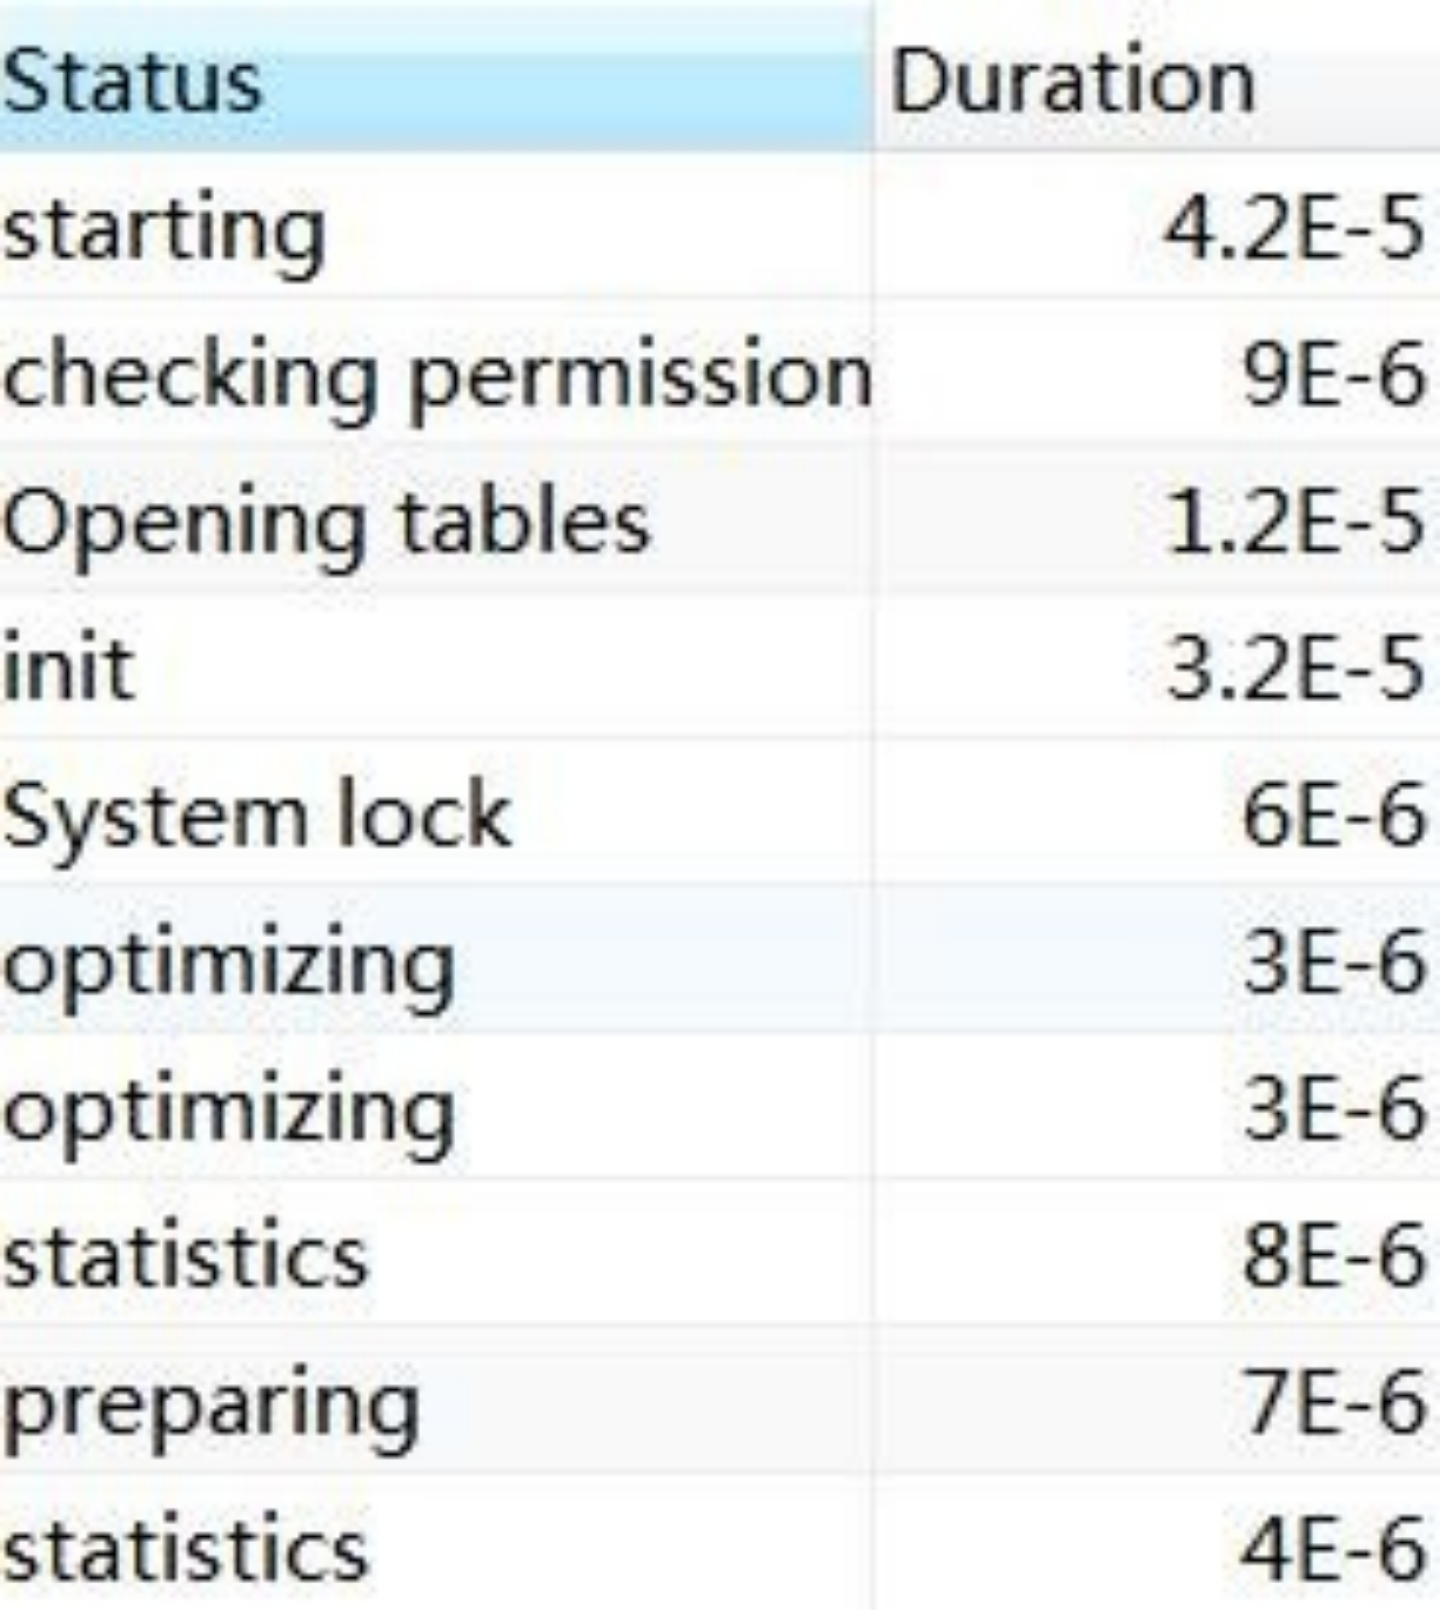 Status Duration
starting 4.2E-5
checking permission 9E-6
Opening tables 1.2E-5
init 3.2E-5
System lock 6E-6
optimizing 3E-6
optimizing 3E-6
statistics 8E-6
preparing 7E-6
statistics 4E-6